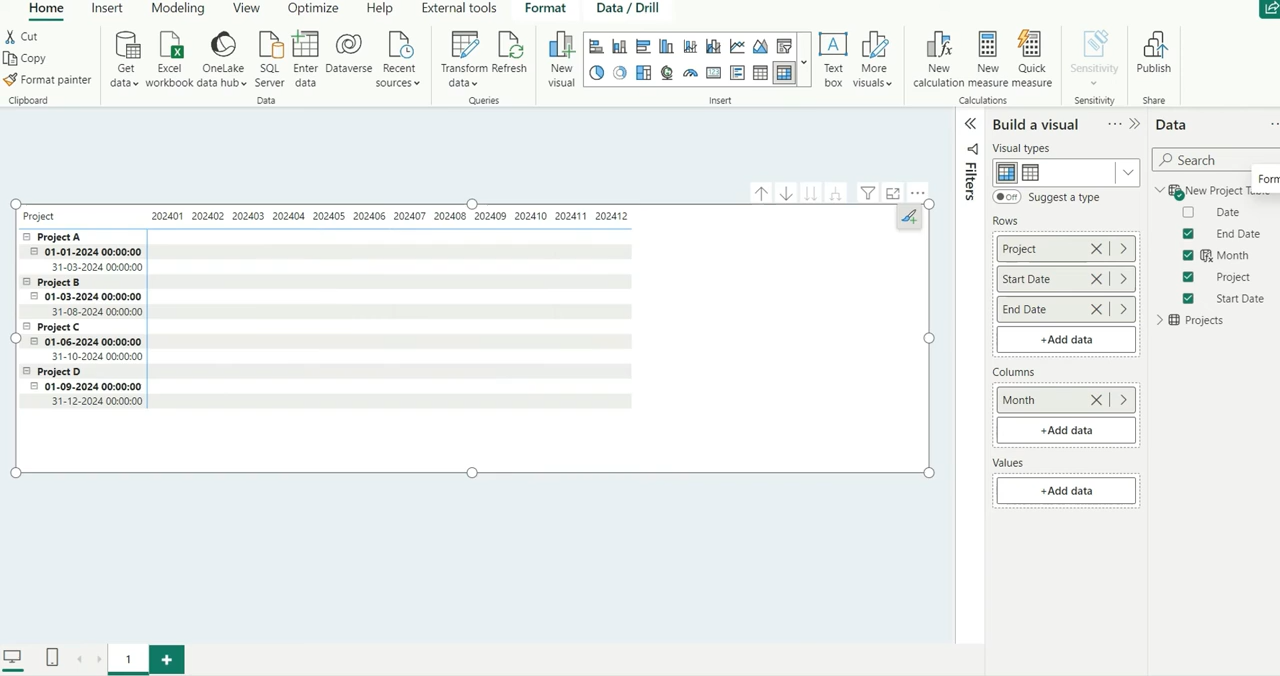 Home Insert Modeling View Optimize Help External tools Format Data / Drill
Cut
Copy
Format painter
Clipboard
Get data
Excel workbook
OneLake data hub
SQL Server
Enter data
Dataverse
Recent sources
Data
Transform data
Refresh
Queries
New visual
Text box
More visuals
Insert
New calculation
New measure
Quick measure
Calculations
Sensitivity
Sensitivity
Publish
Share
Project 202401 202402 202403 202404 202405 202406 202407 202408 202409 202410 202411 202412
Project A
01-01-2024 00:00:00
31-03-2024 00:00:00
Project B
01-03-2024 00:00:00
31-08-2024 00:00:00
Project C
01-06-2024 00:00:00
31-10-2024 00:00:00
Project D
01-09-2024 00:00:00
31-12-2024 00:00:00
Filters
Build a visual
Visual types
Off Suggest a type
Rows
Project
Start Date
End Date
+Add data
Columns
Month
+Add data
Values
+Add data
Data
Search
New Project
Date
End Date
Month
Project
Start Date
Projects
1